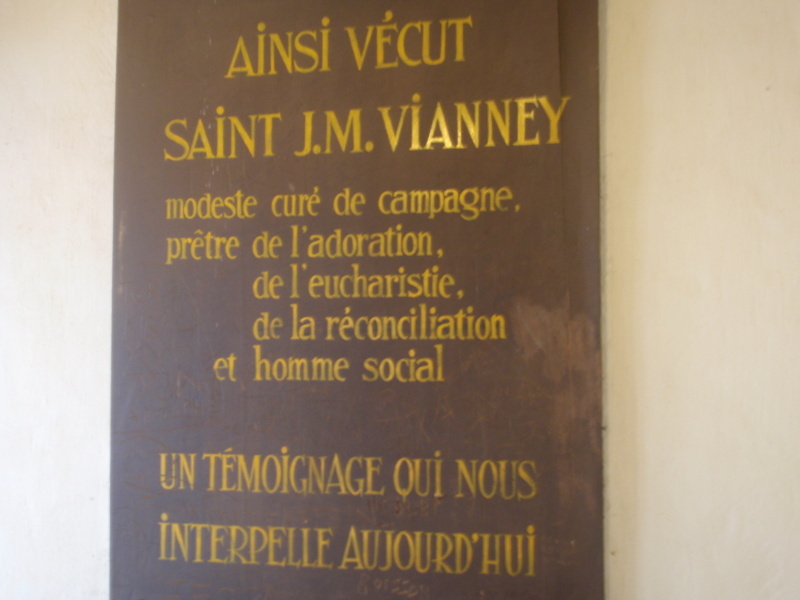 AINSI VÉCUT
SAINT J.M. VIANNEY
modeste curé de campagne,
prêtre de l'adoration,
de l'eucharistie,
de la réconciliation
et homme social
UN TÉMOIGNAGE QUI NOUS
INTERPELLE AUJOURD'HUI